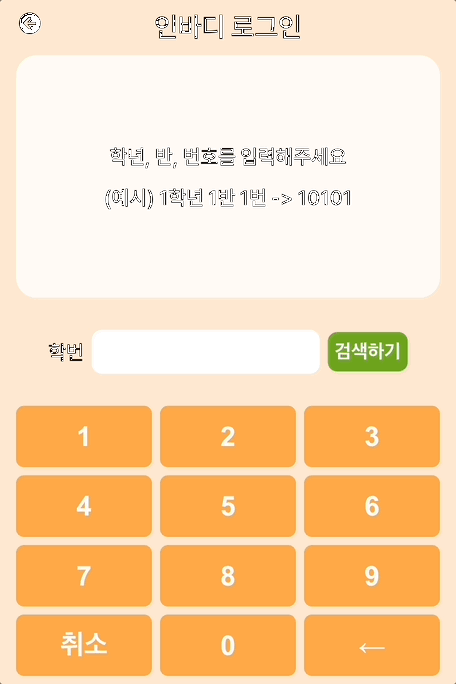 인바디 로그인
학년, 반, 번호를 입력해주세요
(예시) 1학년 1반 1번 -> 10101
학번
검색하기
1 2 3
4 5 6
7 8 9
취소 0 ←